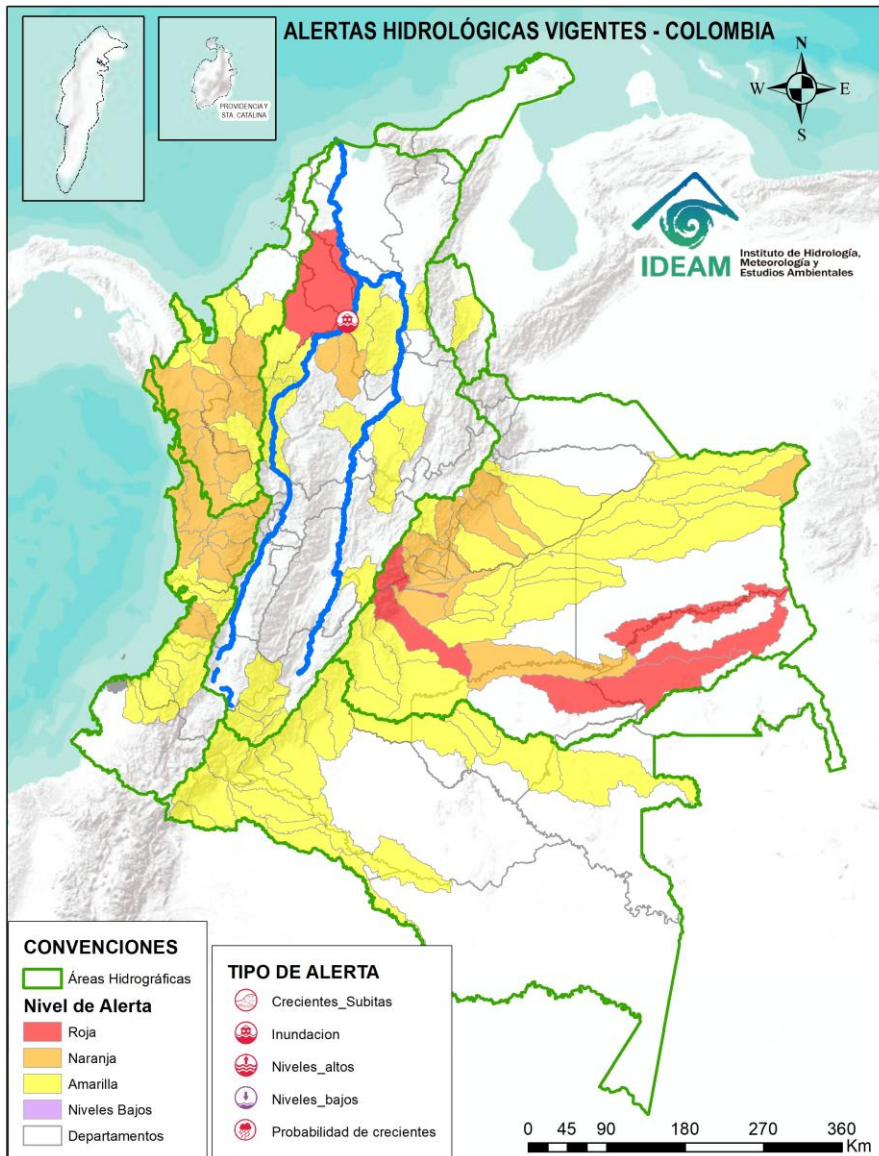 ALERTAS HIDROLÓGICAS VIGENTES - COLOMBIA
PROVIDENCIA Y
STA. CATALINA
N
W
E
S
IDEAM
Instituto de Hidrología,
Meteorología y
Estudios Ambientales
CONVENCIONES
Áreas Hidrográficas
Nivel de Alerta
Roja
Naranja
Amarilla
Niveles Bajos
Departamentos
TIPO DE ALERTA
Crecientes_Subitas
Inundacion
Niveles_altos
Niveles_bajos
Probabilidad de crecientes
0 45 90 180 270 360
Km